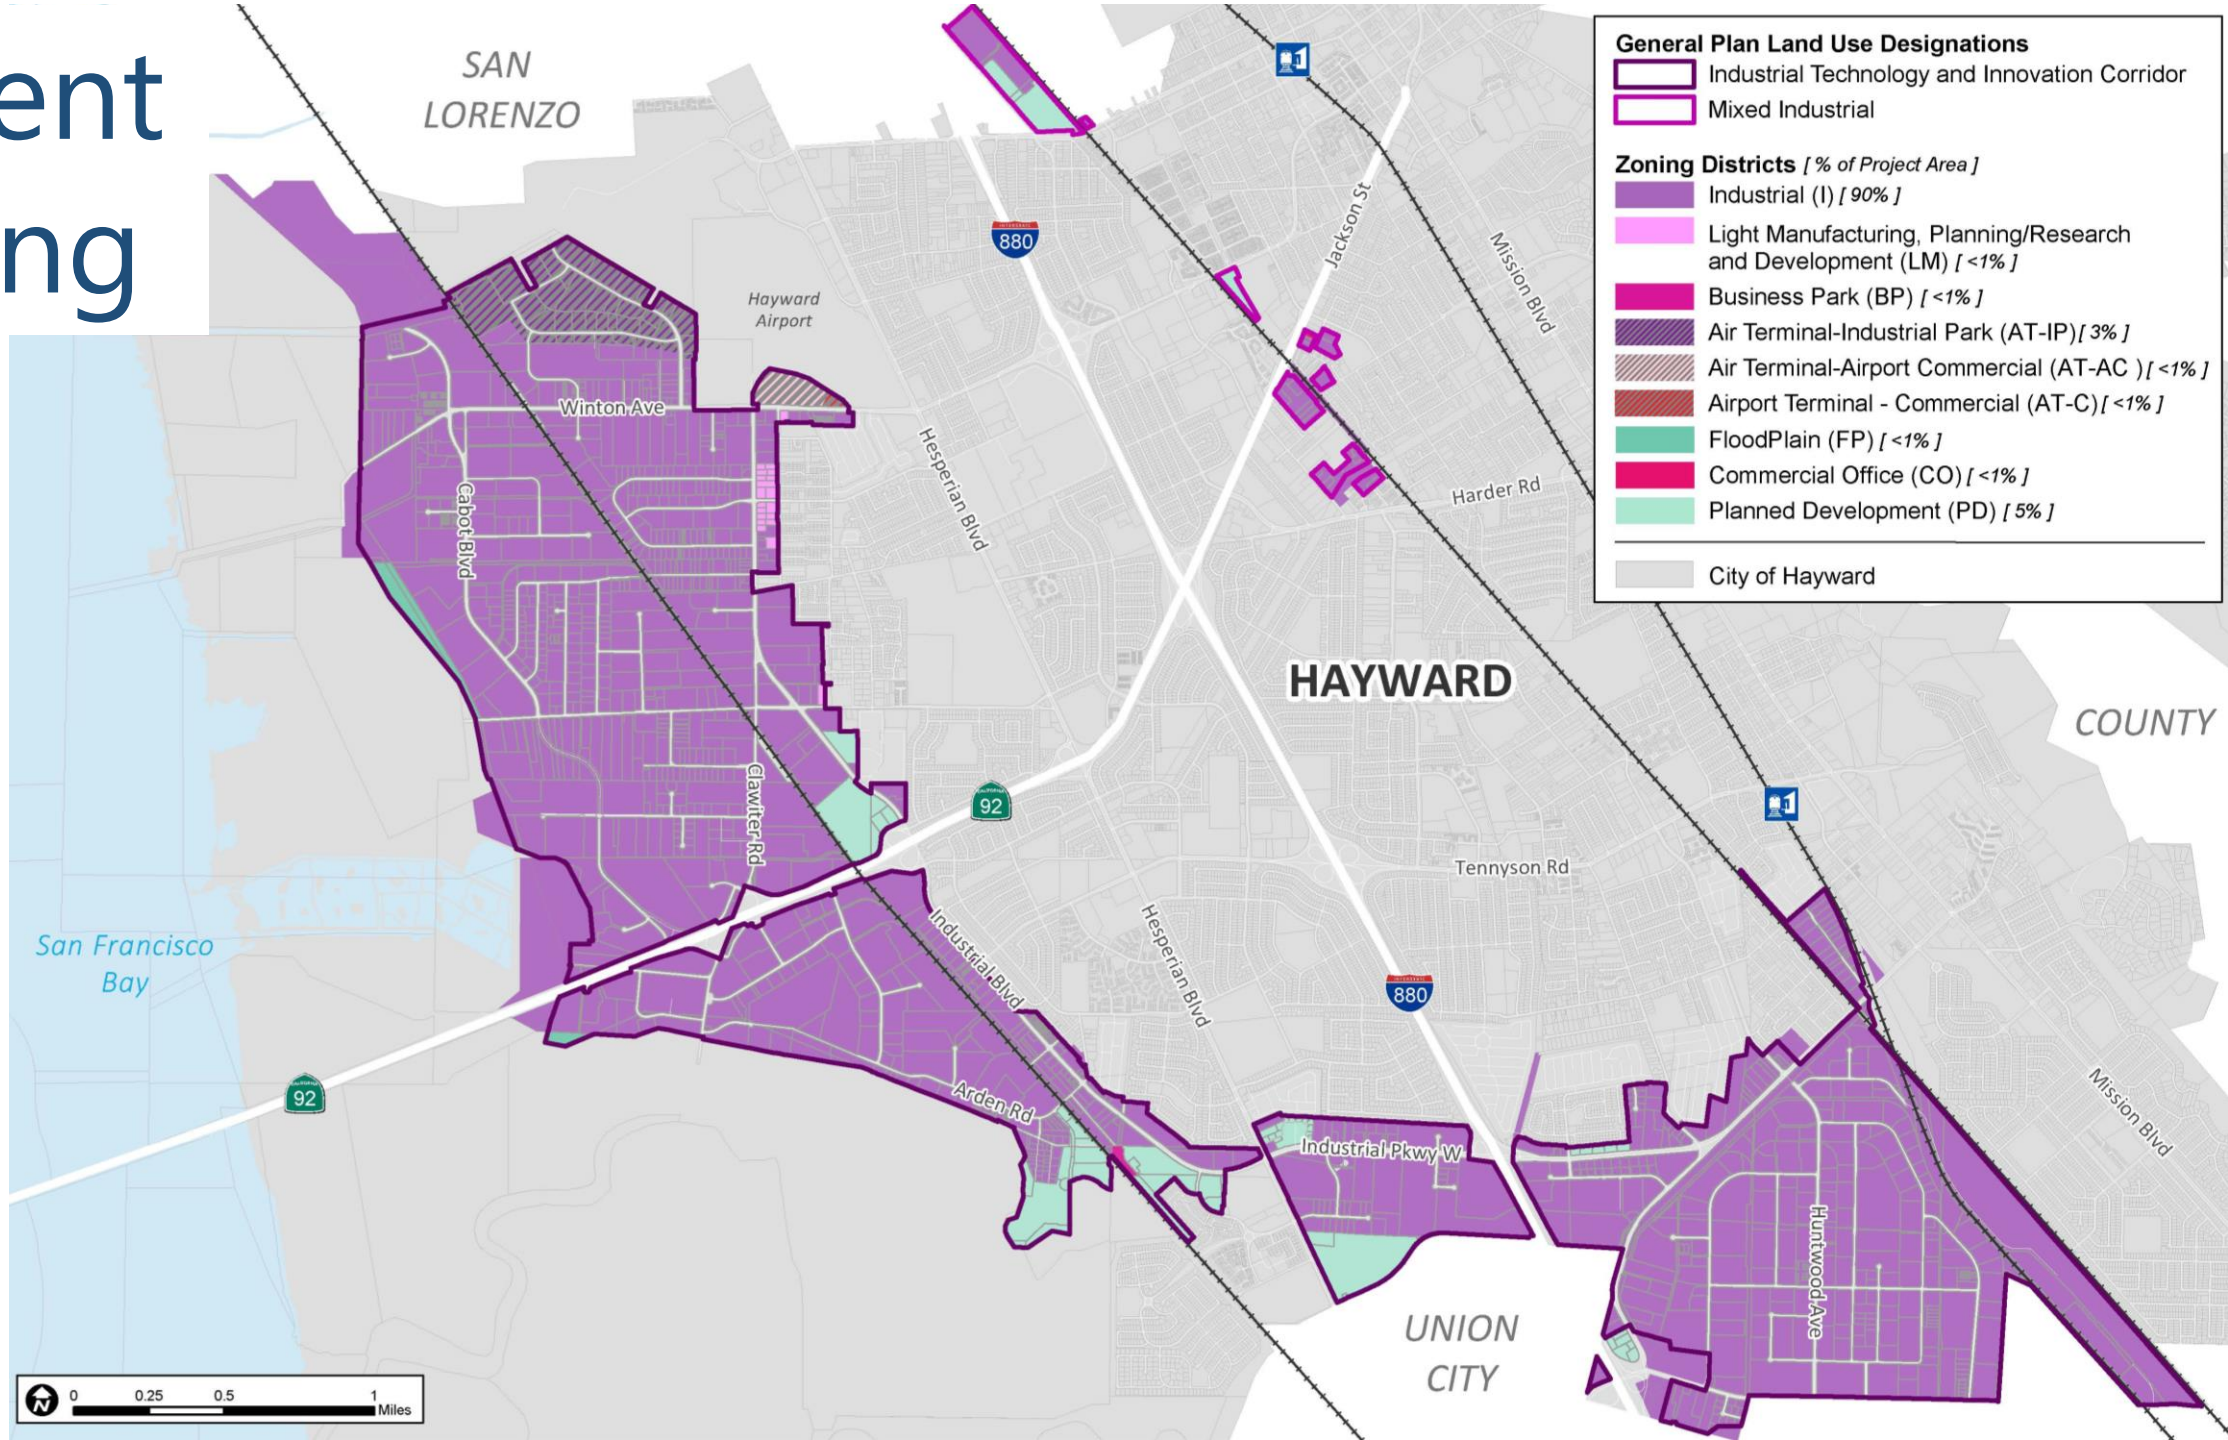 ent
ng
SAN
LORENZO
Hayward
Airport
880
Jackson St
Mission Blvd
Winton Ave
Hesperian Blvd
Cabot Blvd
Harder Rd
HAYWARD
COUNTY
Clawiter Rd
92
Tennyson Rd
San Francisco
Bay
Industrial Blvd
Hesperian Blvd
880
92
Arden Rd
Industrial Pkwy W
Mission Blvd
Huntwood Ave
UNION
CITY
N
0 0.25 0.5 1
Miles
General Plan Land Use Designations
Industrial Technology and Innovation Corridor
Mixed Industrial
Zoning Districts [ % of Project Area ]
Industrial (I) [ 90% ]
Light Manufacturing, Planning/Research
and Development (LM) [ <1% ]
Business Park (BP) [ <1% ]
Air Terminal-Industrial Park (AT-IP)[ 3% ]
Air Terminal-Airport Commercial (AT-AC )[ <1% ]
Airport Terminal - Commercial (AT-C)[ <1% ]
FloodPlain (FP) [ <1% ]
Commercial Office (CO) [ <1% ]
Planned Development (PD) [ 5% ]
City of Hayward